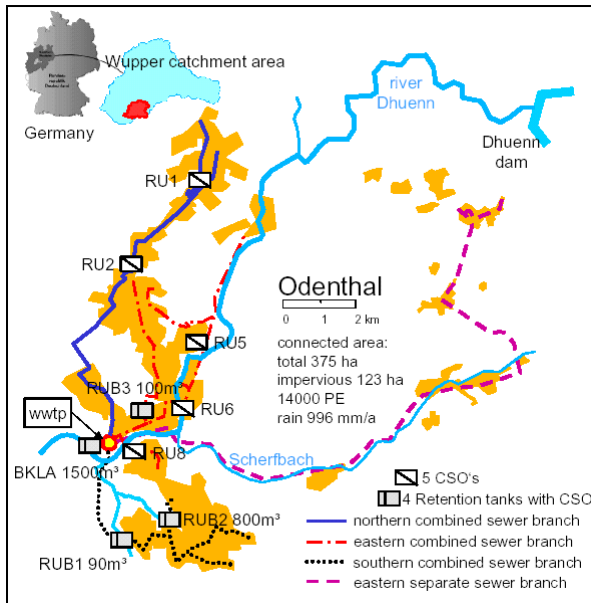 Wupper catchment area
Germany
river
Dhuenn
Dhuenn
dam
RU1
RU2
Odenthal
0 1 2 km
connected area:
total 375 ha
impervious 123 ha
14000 PE
rain 996 mm/a
RU5
RUB3 100m³
RU6
wwtp
RU8
Scherfbach
BKLA 1500m³
RUB2 800m³
RUB1 90m³
5 CSO's
4 Retention tanks with CSO
northern combined sewer branch
eastern combined sewer branch
southern combined sewer branch
eastern separate sewer branch